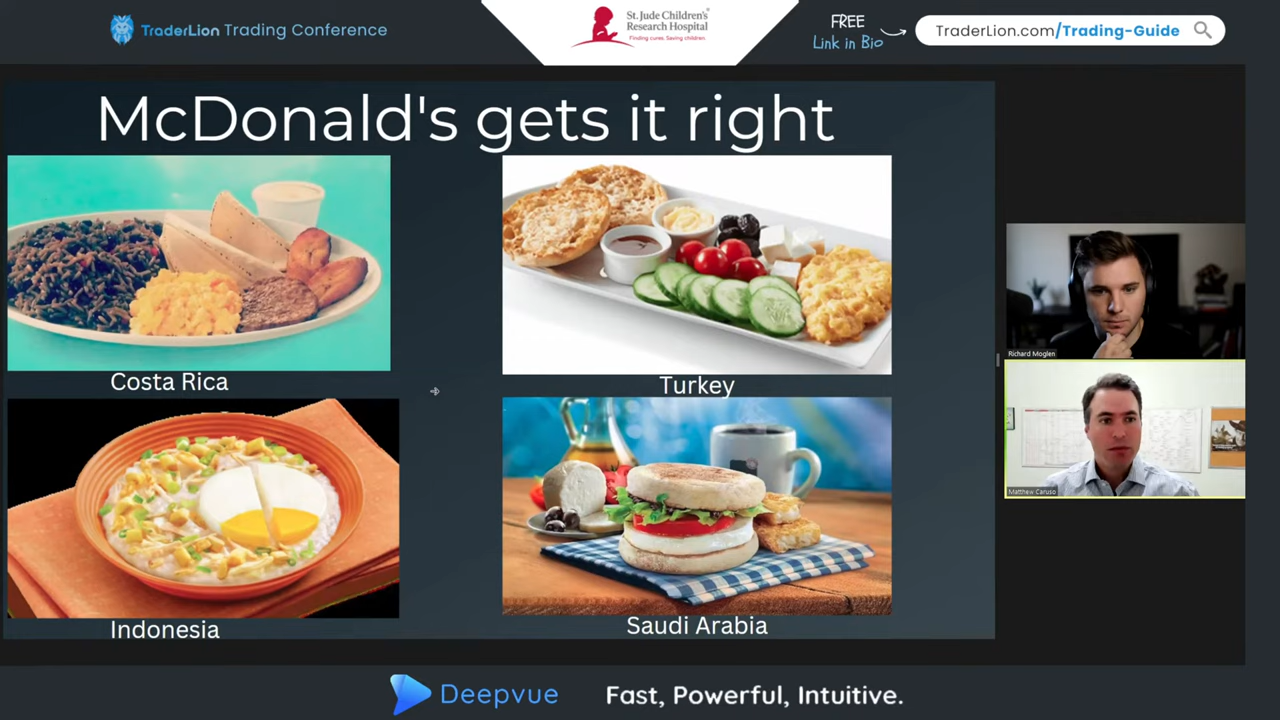 TraderLion Trading Conference
St. Jude Children's
Research Hospital
Finding cures. Saving children.
FREE
Link in Bio
TraderLion.com/Trading-Guide
McDonald's gets it right
Costa Rica
Turkey
Indonesia
Saudi Arabia
Richard Moglen
Matthew Caruso
Deepvue
Fast, Powerful, Intuitive.